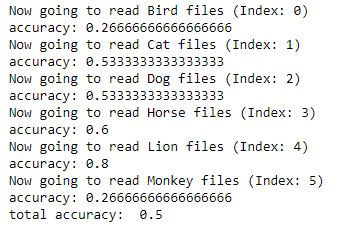 Now going to read Bird files (Index: 0)
accuracy: 0.26666666666666666
Now going to read Cat files (Index: 1)
accuracy: 0.5333333333333333
Now going to read Dog files (Index: 2)
accuracy: 0.5333333333333333
Now going to read Horse files (Index: 3)
accuracy: 0.6
Now going to read Lion files (Index: 4)
accuracy: 0.8
Now going to read Monkey files (Index: 5)
accuracy: 0.26666666666666666
total accuracy:  0.5